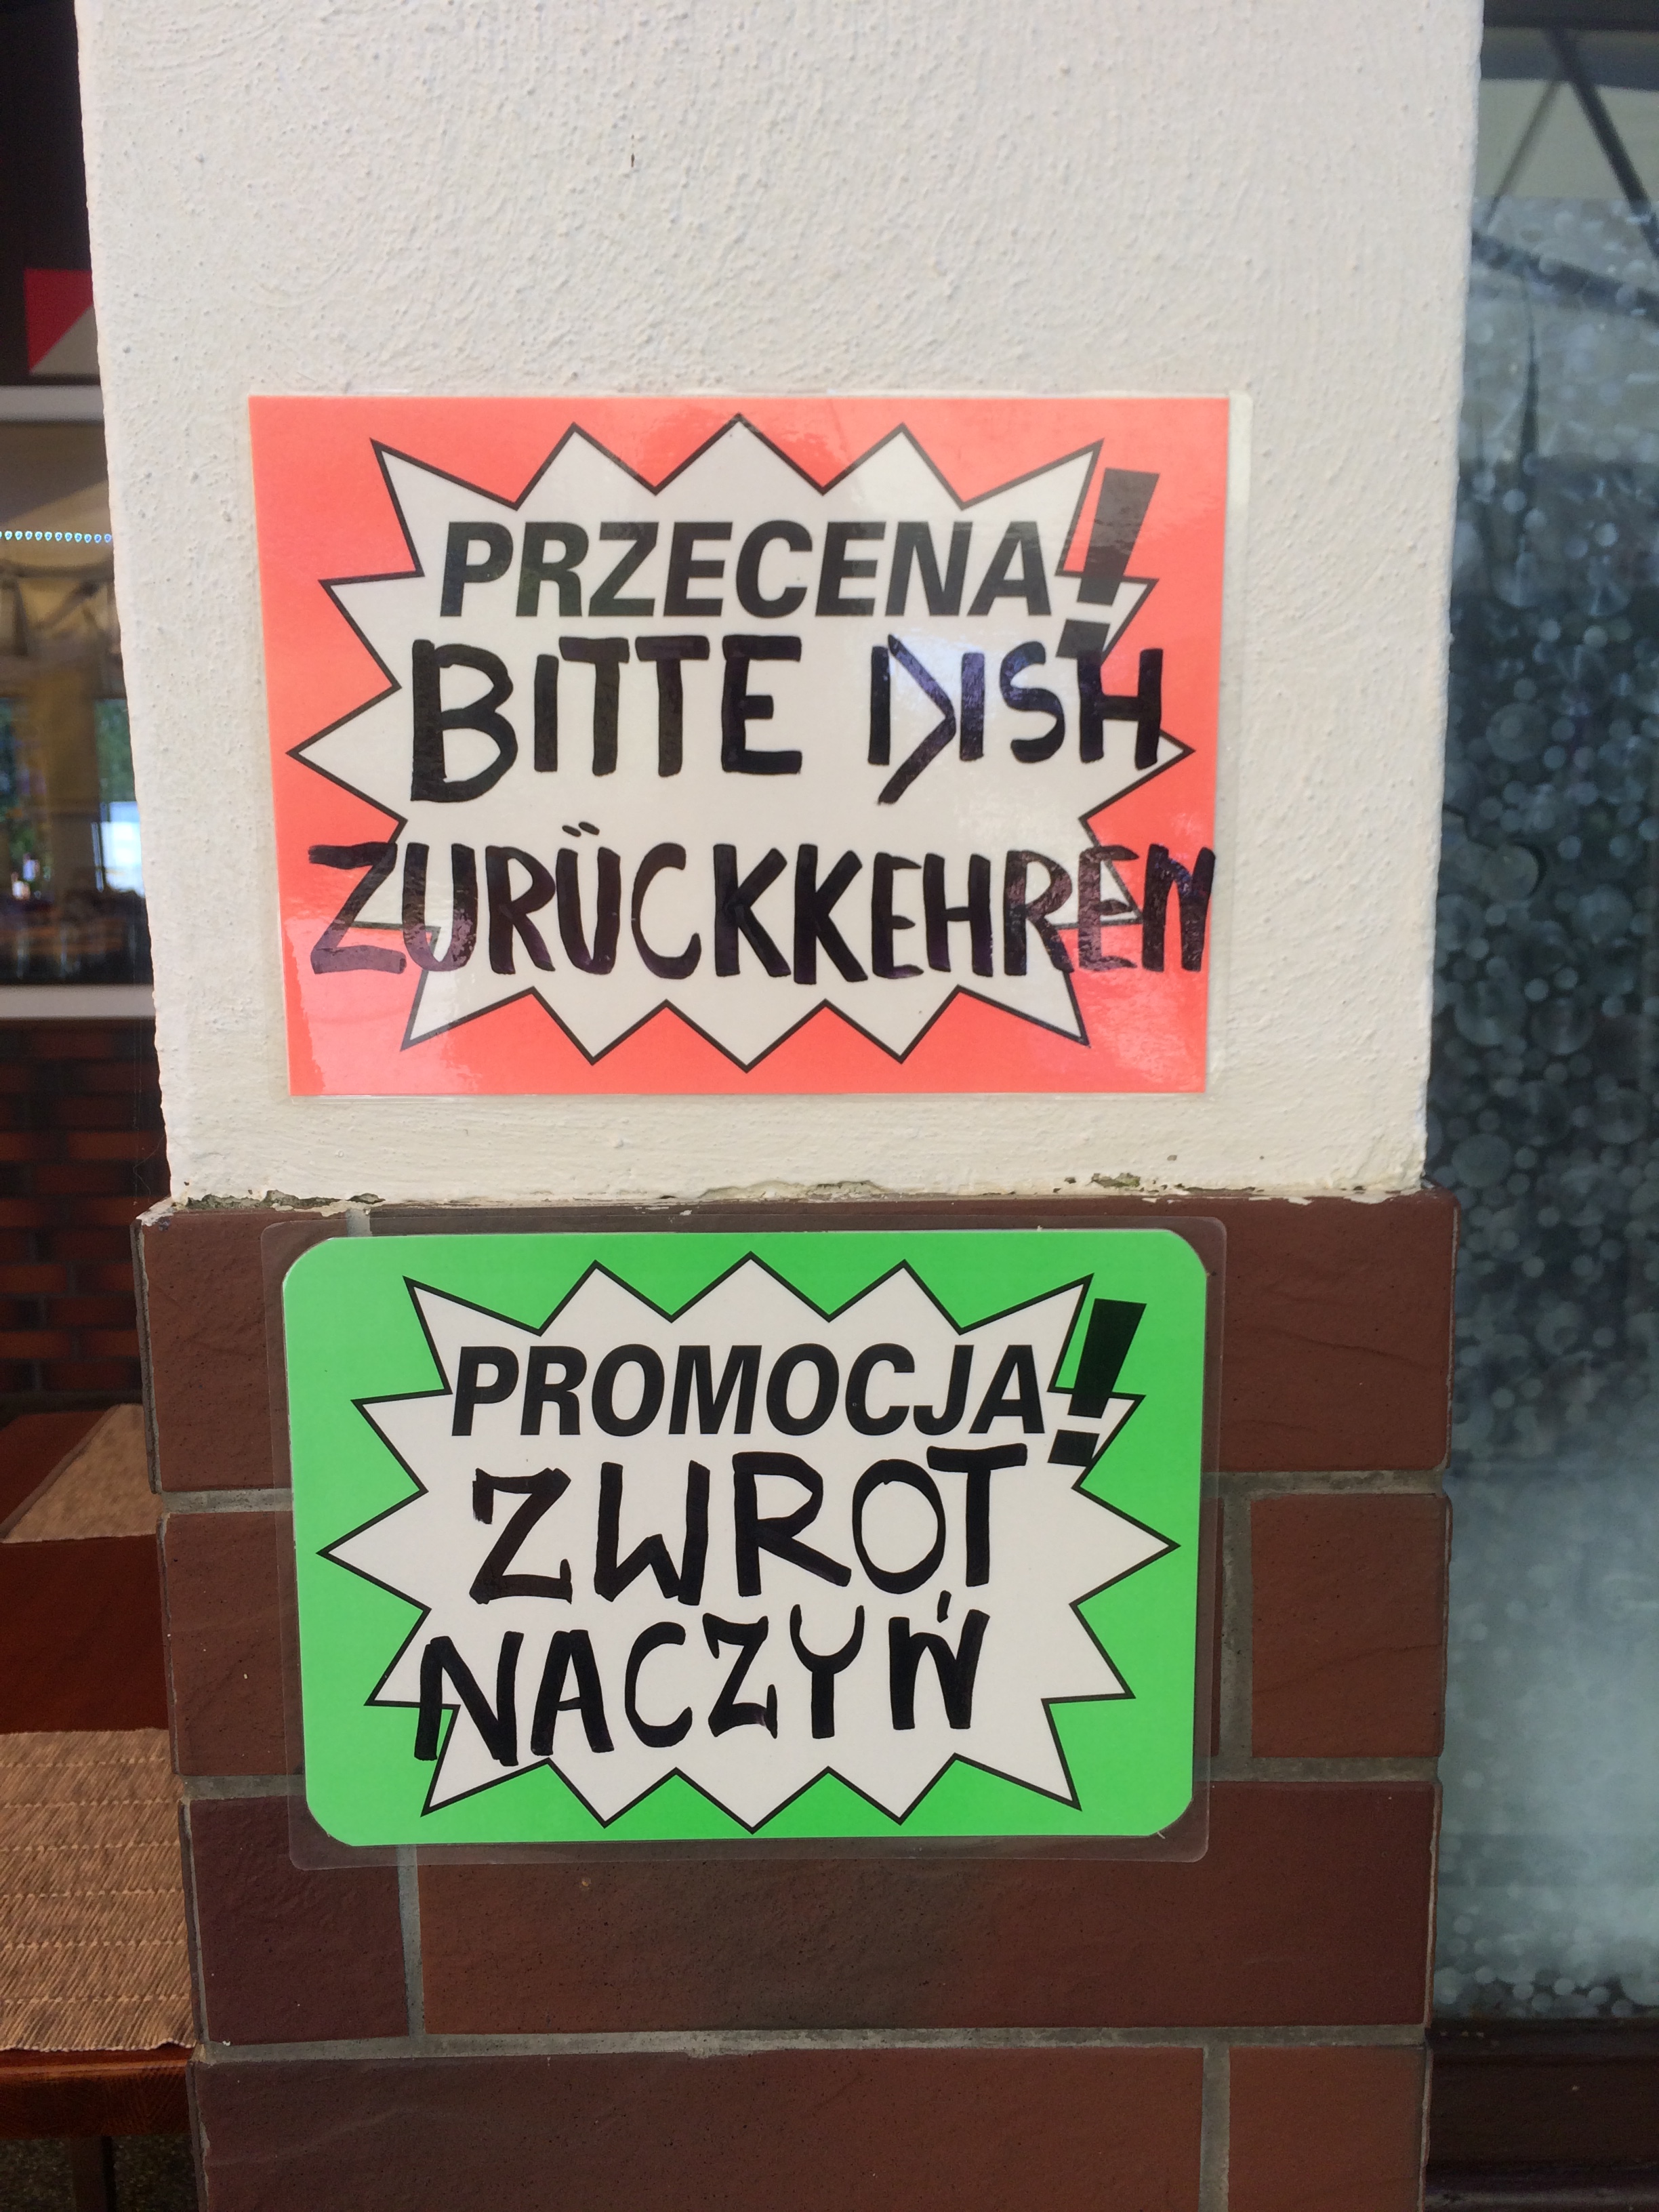 PRZECENA!
BITTE DISH
ZURÜCKKEHREN
PROMOCJA!
ZWROT
NACZYŃ